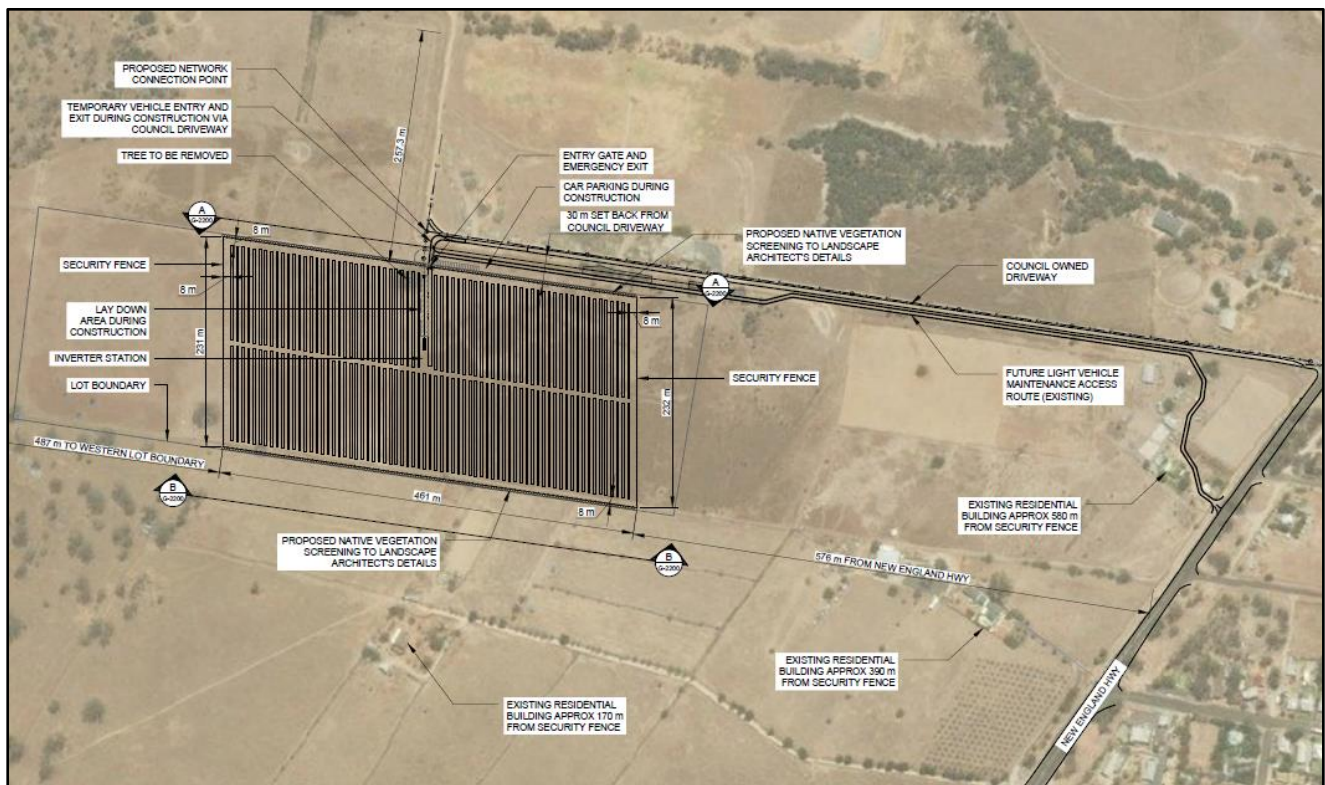 PROPOSED NETWORK
CONNECTION POINT
TEMPORARY VEHICLE ENTRY AND
EXIT DURING CONSTRUCTION VIA
COUNCIL DRIVEWAY
TREE TO BE REMOVED
257.3 m
ENTRY GATE AND
EMERGENCY EXIT
CAR PARKING DURING
CONSTRUCTION
30 m SET BACK FROM
COUNCIL DRIVEWAY
PROPOSED NATIVE VEGETATION
SCREENING TO LANDSCAPE
ARCHITECT'S DETAILS
A
G-2200
8 m
SECURITY FENCE
8 m
LAY DOWN
AREA DURING
CONSTRUCTION
231 m
INVERTER STATION
LOT BOUNDARY
A
G-2200
8 m
COUNCIL OWNED
DRIVEWAY
SECURITY FENCE
232 m
FUTURE LIGHT VEHICLE
MAINTENANCE ACCESS
ROUTE (EXISTING)
487 m TO WESTERN LOT BOUNDARY
B
G-2200
461 m
8 m
PROPOSED NATIVE VEGETATION
SCREENING TO LANDSCAPE
ARCHITECT'S DETAILS
B
G-2200
576 m FROM NEW ENGLAND HWY
EXISTING RESIDENTIAL
BUILDING APPROX 580 m
FROM SECURITY FENCE
EXISTING RESIDENTIAL
BUILDING APPROX 390 m
FROM SECURITY FENCE
EXISTING RESIDENTIAL
BUILDING APPROX 170 m
FROM SECURITY FENCE
NEW ENGLAND HWY